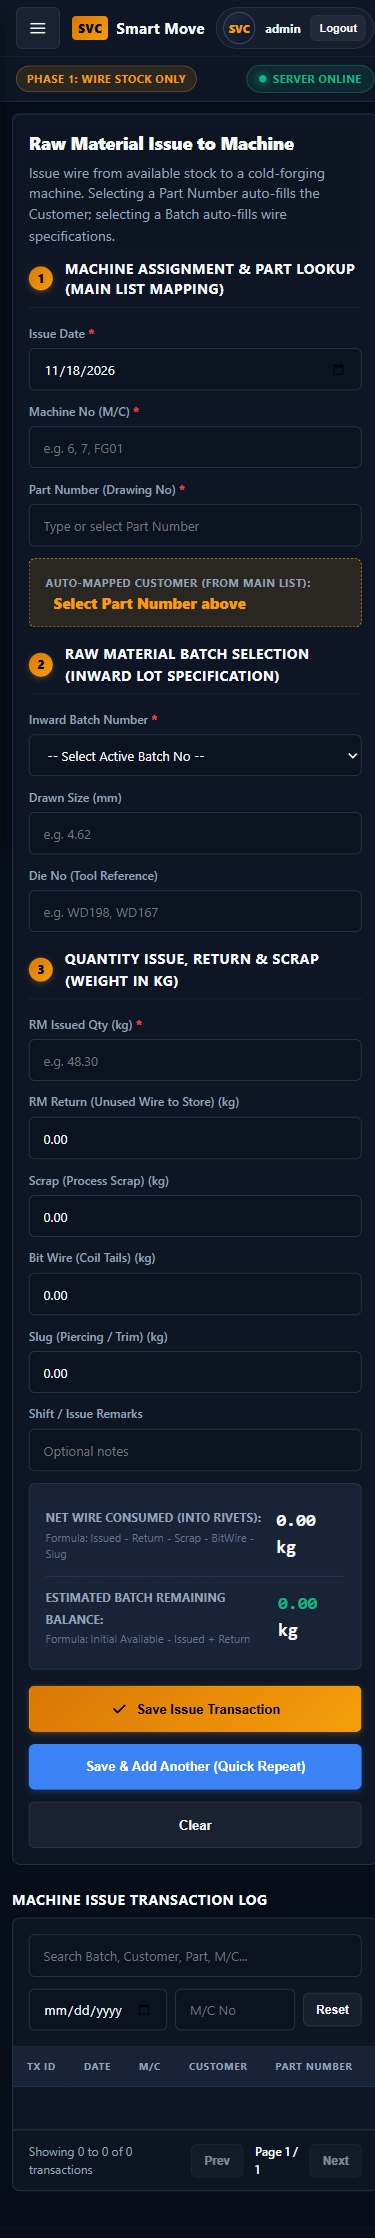 SVC Smart Move SVC admin Logout
PHASE 1: WIRE STOCK ONLY SERVER ONLINE
Raw Material Issue to Machine
Issue wire from available stock to a cold-forging
machine. Selecting a Part Number auto-fills the
Customer; selecting a Batch auto-fills wire
specifications.
1 MACHINE ASSIGNMENT & PART LOOKUP
(MAIN LIST MAPPING)
Issue Date *
11/18/2026
Machine No (M/C) *
e.g. 6, 7, FG01
Part Number (Drawing No) *
Type or select Part Number
AUTO-MAPPED CUSTOMER (FROM MAIN LIST):
Select Part Number above
2 RAW MATERIAL BATCH SELECTION
(INWARD LOT SPECIFICATION)
Inward Batch Number *
-- Select Active Batch No --
Drawn Size (mm)
e.g. 4.62
Die No (Tool Reference)
e.g. WD198, WD167
3 QUANTITY ISSUE, RETURN & SCRAP
(WEIGHT IN KG)
RM Issued Qty (kg) *
e.g. 48.30
RM Return (Unused Wire to Store) (kg)
0.00
Scrap (Process Scrap) (kg)
0.00
Bit Wire (Coil Tails) (kg)
0.00
Slug (Piercing / Trim) (kg)
0.00
Shift / Issue Remarks
Optional notes
NET WIRE CONSUMED (INTO RIVETS): 0.00
kg
Formula: Issued - Return - Scrap - BitWire -
Slug
ESTIMATED BATCH REMAINING
BALANCE: 0.00
kg
Formula: Initial Available - Issued + Return
Save Issue Transaction
Save & Add Another (Quick Repeat)
Clear
MACHINE ISSUE TRANSACTION LOG
Search Batch, Customer, Part, M/C...
mm/dd/yyyy M/C No Reset
TX ID DATE M/C CUSTOMER PART NUMBER
Showing 0 to 0 of 0
transactions
Prev Page 1 /
1 Next